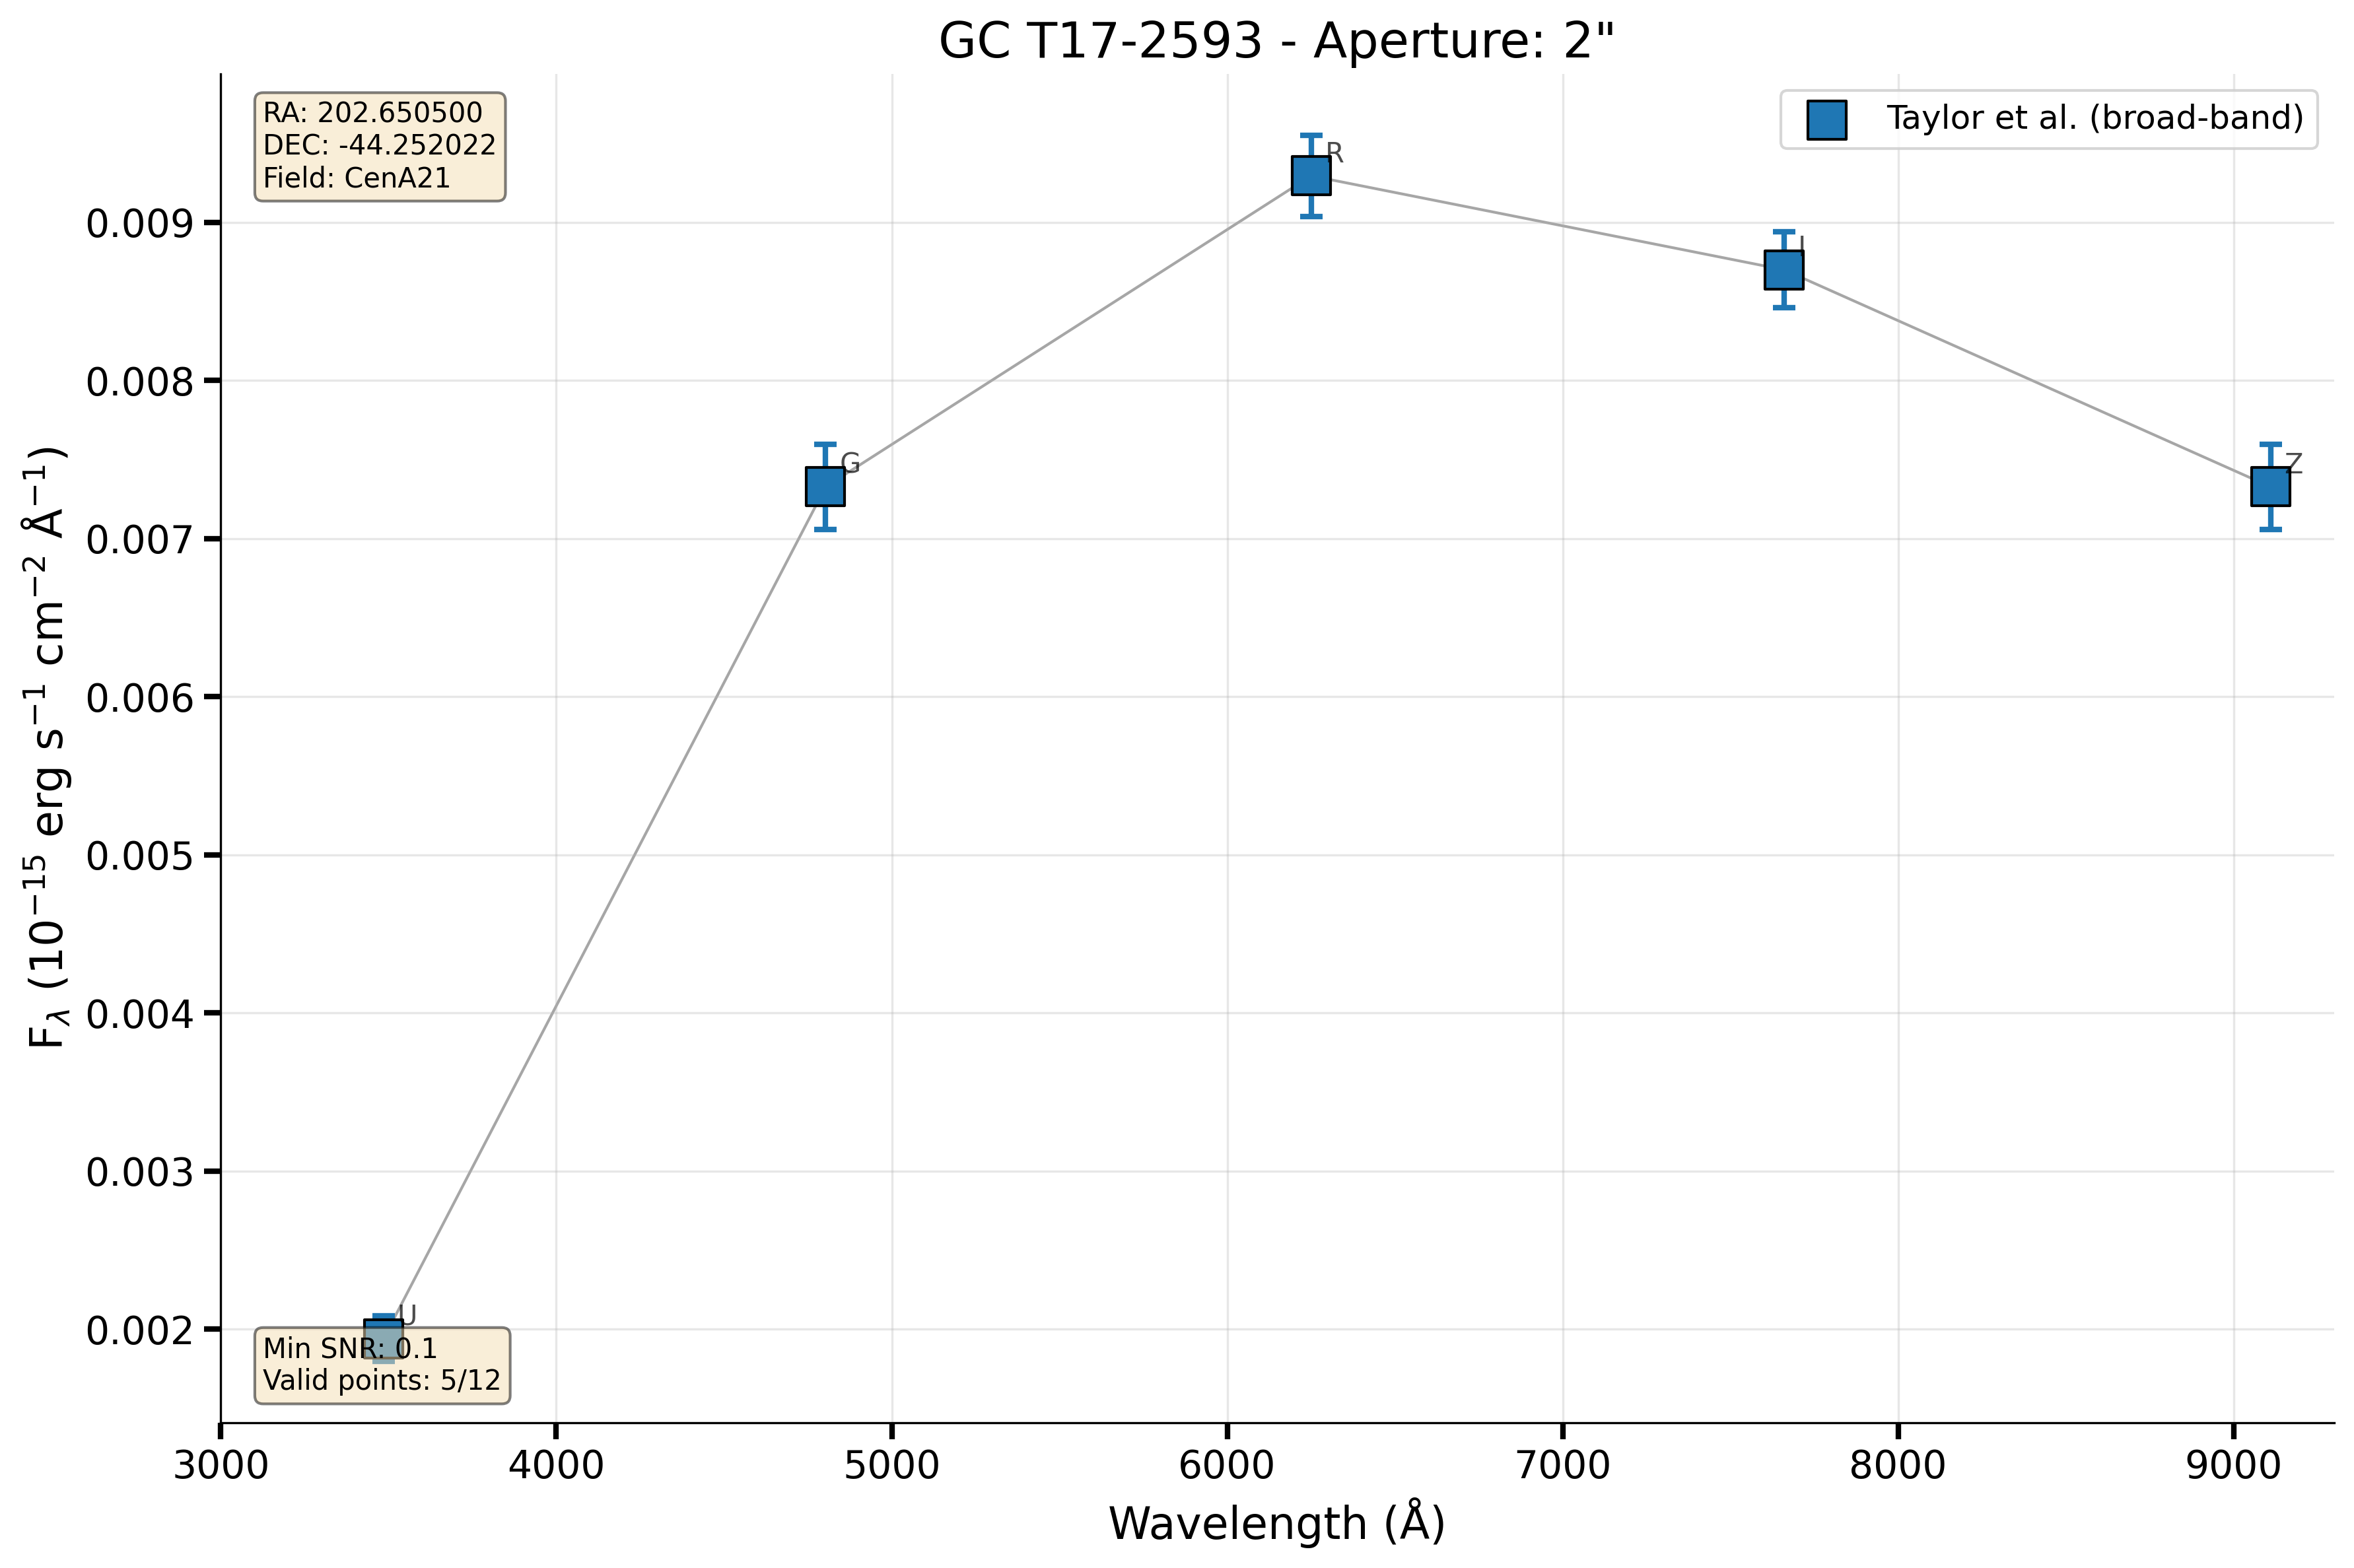 GC T17-2593 - Aperture: 2"
RA: 202.650500
DEC: -44.252022
Field: CenA21
Taylor et al. (broad-band)
R
I
G
Z
U
0.009
0.008
0.007
0.006
0.005
0.004
0.003
0.002
F_λ (10⁻¹⁵ erg s⁻¹ cm⁻² Å⁻¹)
Min SNR: 0.1
Valid points: 5/12
3000 4000 5000 6000 7000 8000 9000
Wavelength (Å)